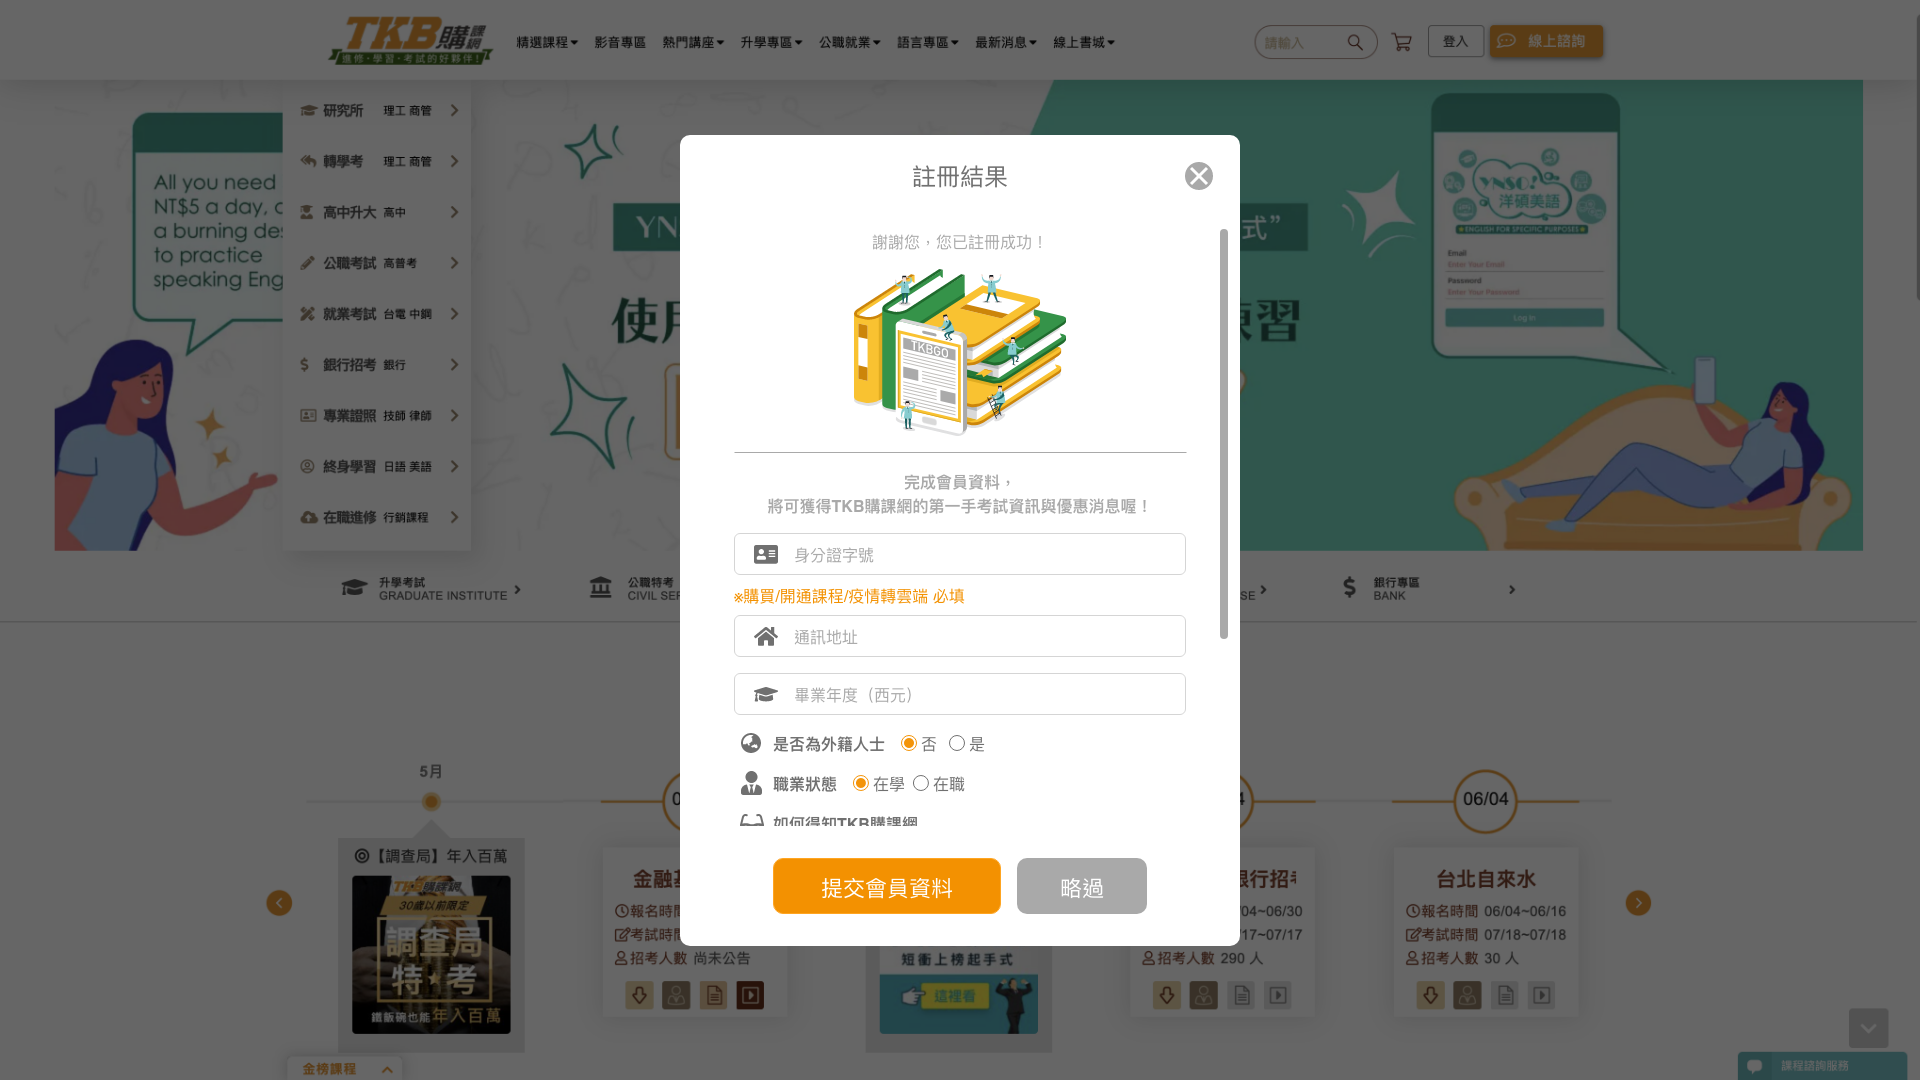 TKB購課網
進修·學習·考試的好夥伴!
精選課程 影音專區 熱門講座 升學專區 公職就業 語言專區 最新消息 線上書城
請輸入
登入
線上諮詢
研究所 理工 商管
轉學考 理工 商管
高中升大 高中
公職考試 高普考
就業考試 台電 中鋼
銀行招考 銀行
專業證照 技師 律師
終身學習 日語 美語
在職進修 行銷課程
All you need
NT$5 a day,
a burning
to practice
speaking
YN
式”
使
習
YNSO!
洋碩美語
ENGLISH FOR SPECIFIC PURPOSES
Email
Enter Your Email
Password
Enter Your Password
Log in
註冊結果
謝謝您，您已註冊成功！
TKBGO
完成會員資料，
將可獲得TKB購課網的第一手考試資訊與優惠消息喔！
身分證字號
※購買/開通課程/疫情轉雲端 必填
通訊地址
畢業年度（西元）
是否為外籍人士 否 是
職業狀態 在學 在職
如何得知TKB購課網
提交會員資料 略過
升學考試
GRADUATE INSTITUTE
公職特考
CIVIL
SE
銀行專區
BANK
5月
06/04
◎【調查局】年入百萬
TKB購課網
30歲以前限定
調查局
特考
鐵飯碗也能年入百萬
金融
報名時間
考試時間
招考人數 尚未公告
短衝上榜起手式
這裡看
銀行招考
/04~06/30
/17~07/17
招考人數 290 人
台北自來水
報名時間 06/04~06/16
考試時間 07/18~07/18
招考人數 30 人
金榜課程
課程諮詢服務